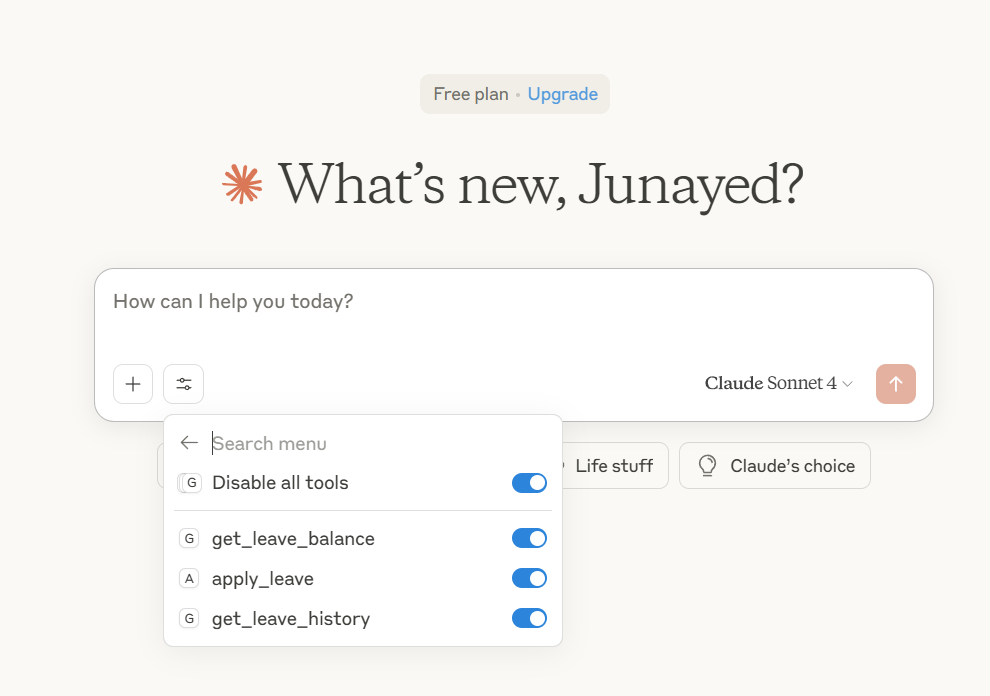 Free plan • Upgrade
What's new, Junayed?
How can I help you today?
Claude Sonnet 4
Search menu
G Disable all tools
G get_leave_balance
A apply_leave
G get_leave_history
Life stuff
Claude's choice